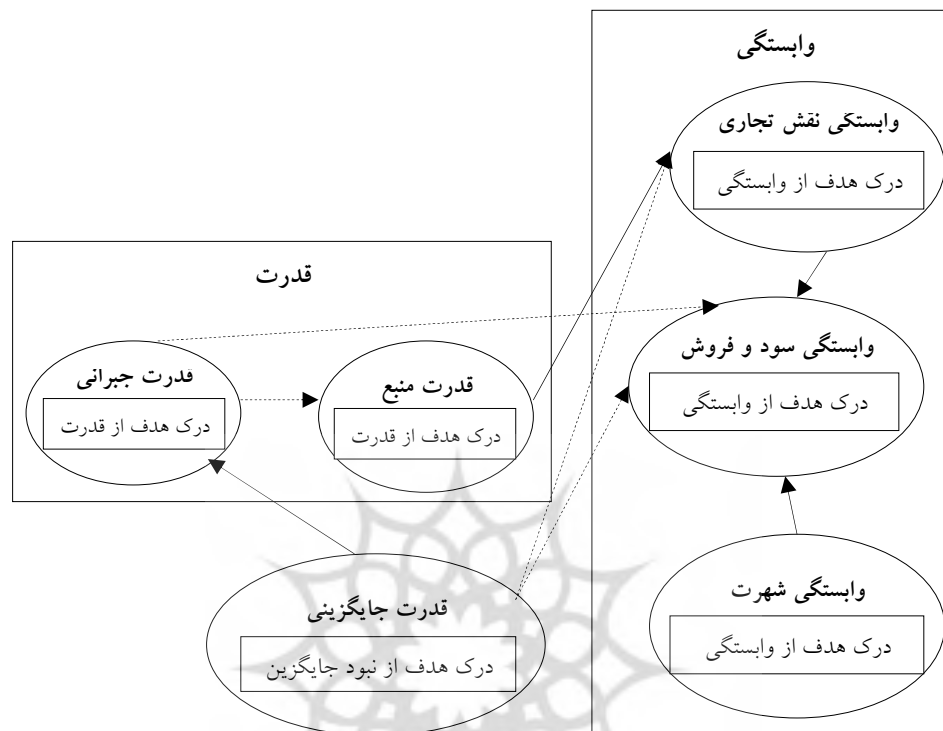 وابستگی
وابستگی نقش تجاری
درک هدف از وابستگی
قدرت
وابستگی سود و فروش
درک هدف از وابستگی
قدرت جبرانی
درک هدف از قدرت
قدرت منبع
درک هدف از قدرت
وابستگی شهرت
درک هدف از وابستگی
قدرت جایگزینی
درک هدف از نبود جایگزین